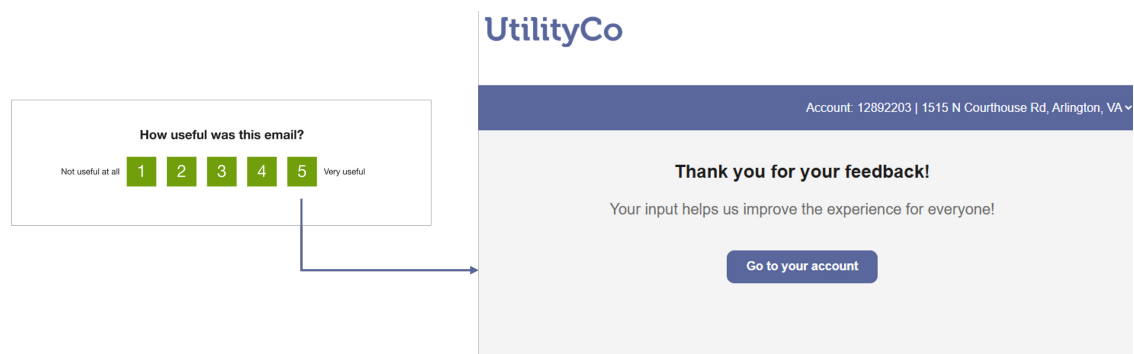 How useful was this email?
Not useful at all 1 2 3 4 5 Very useful
UtilityCo
Account: 12892203 | 1515 N Courthouse Rd, Arlington, VA
Thank you for your feedback!
Your input helps us improve the experience for everyone!
Go to your account